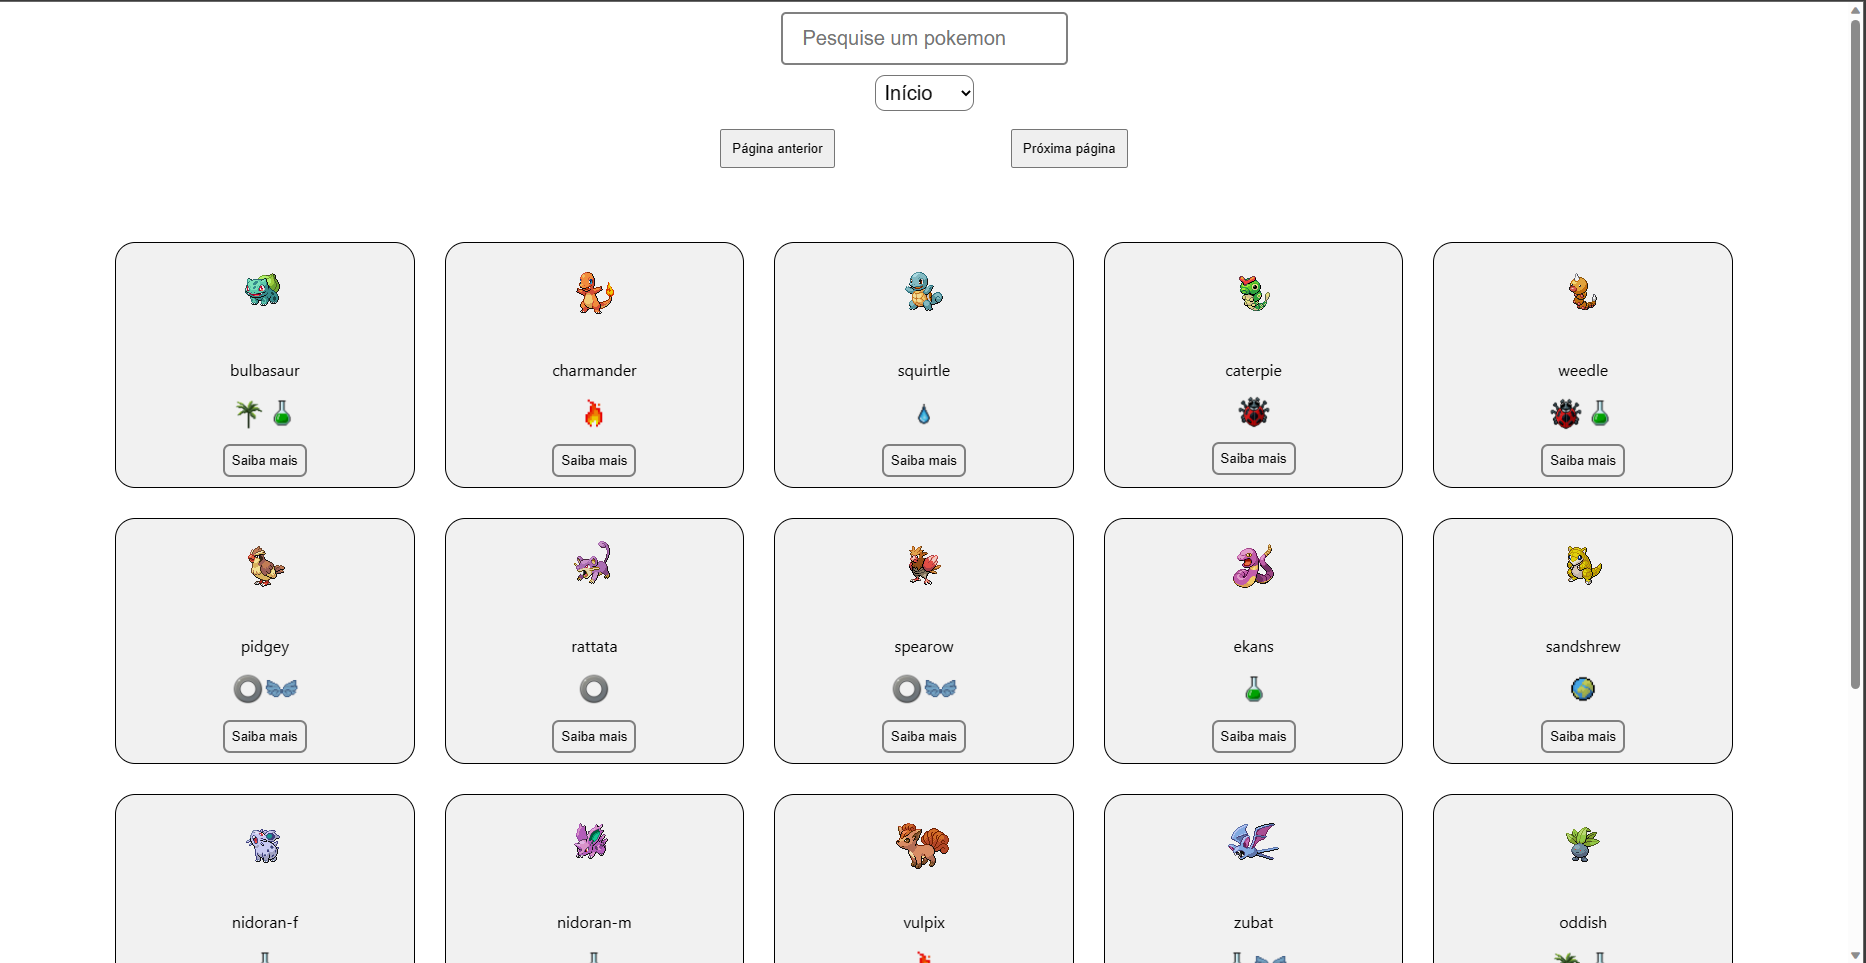 Pesquise um pokemon
Início
Página anterior
Próxima página
bulbasaur
charmander
squirtle
caterpie
weedle
Saiba mais
Saiba mais
Saiba mais
Saiba mais
Saiba mais
pidgey
rattata
spearow
ekans
sandshrew
Saiba mais
Saiba mais
Saiba mais
Saiba mais
Saiba mais
nidoran-f
nidoran-m
vulpix
zubat
oddish